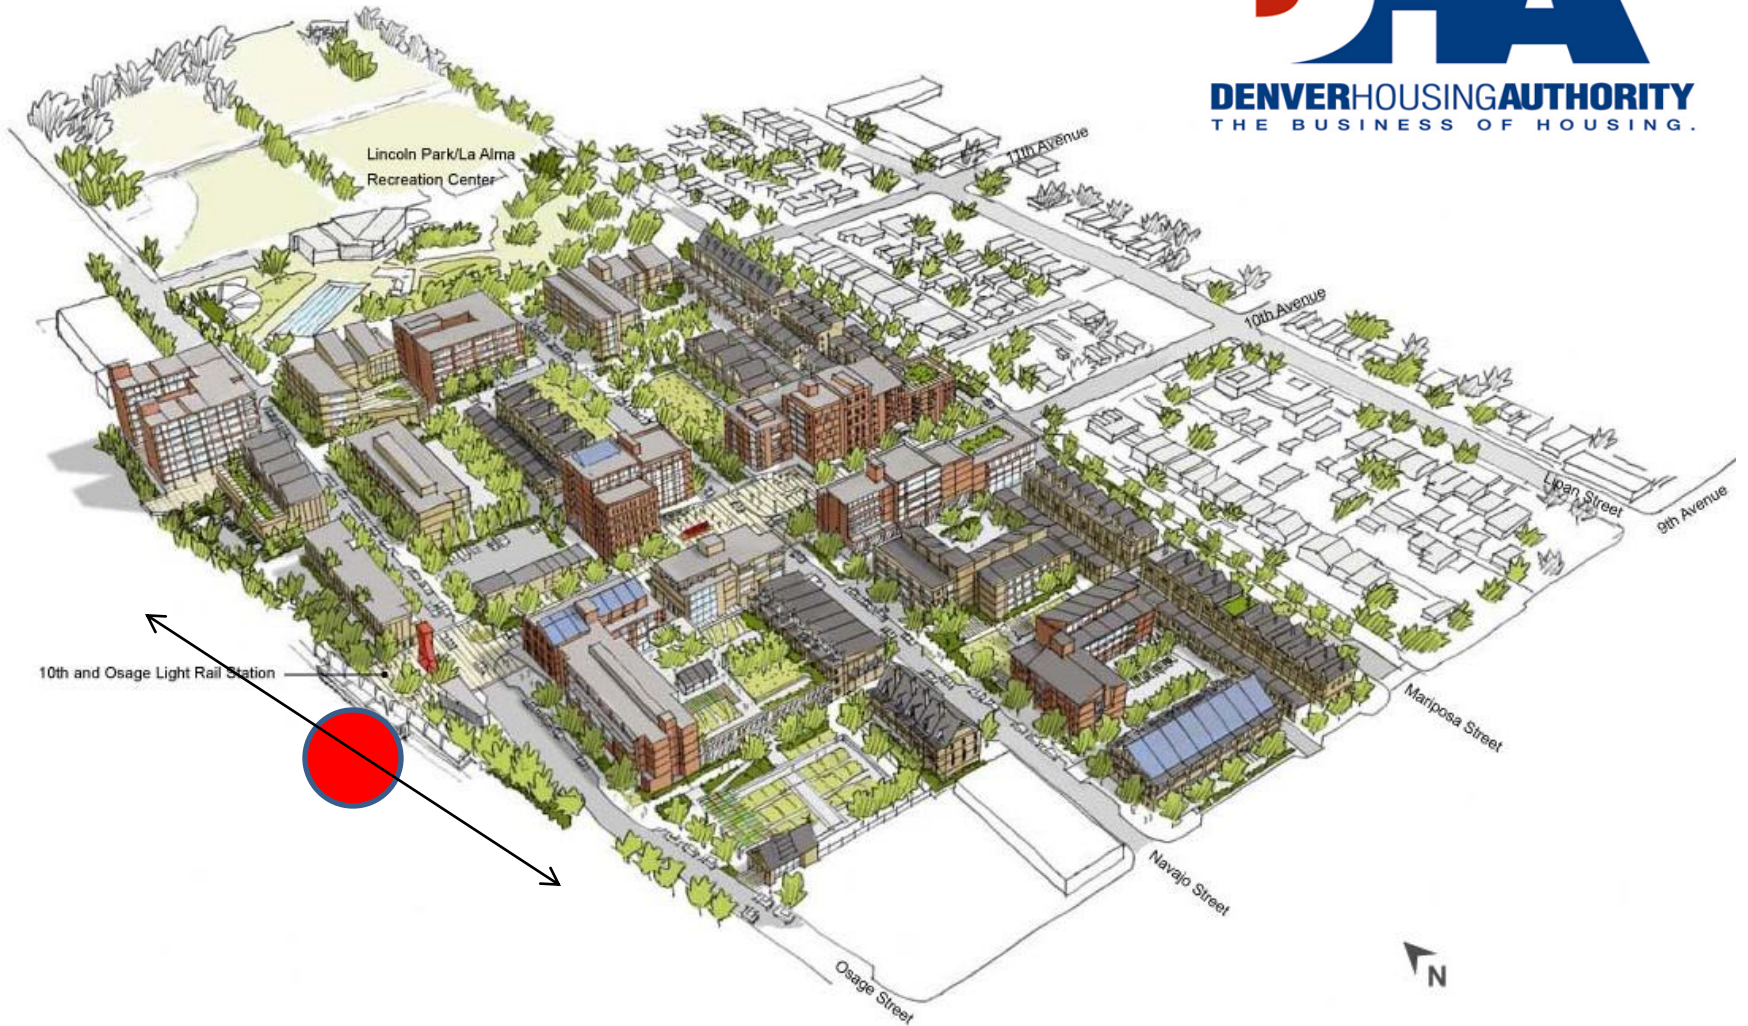 DHA
DENVERHOUSINGAUTHORITY
THE BUSINESS OF HOUSING.
Lincoln Park/La Alma
Recreation Center
11th Avenue
10th Avenue
Lipan Street
9th Avenue
10th and Osage Light Rail Station
Mariposa Street
Navajo Street
Osage Street
N